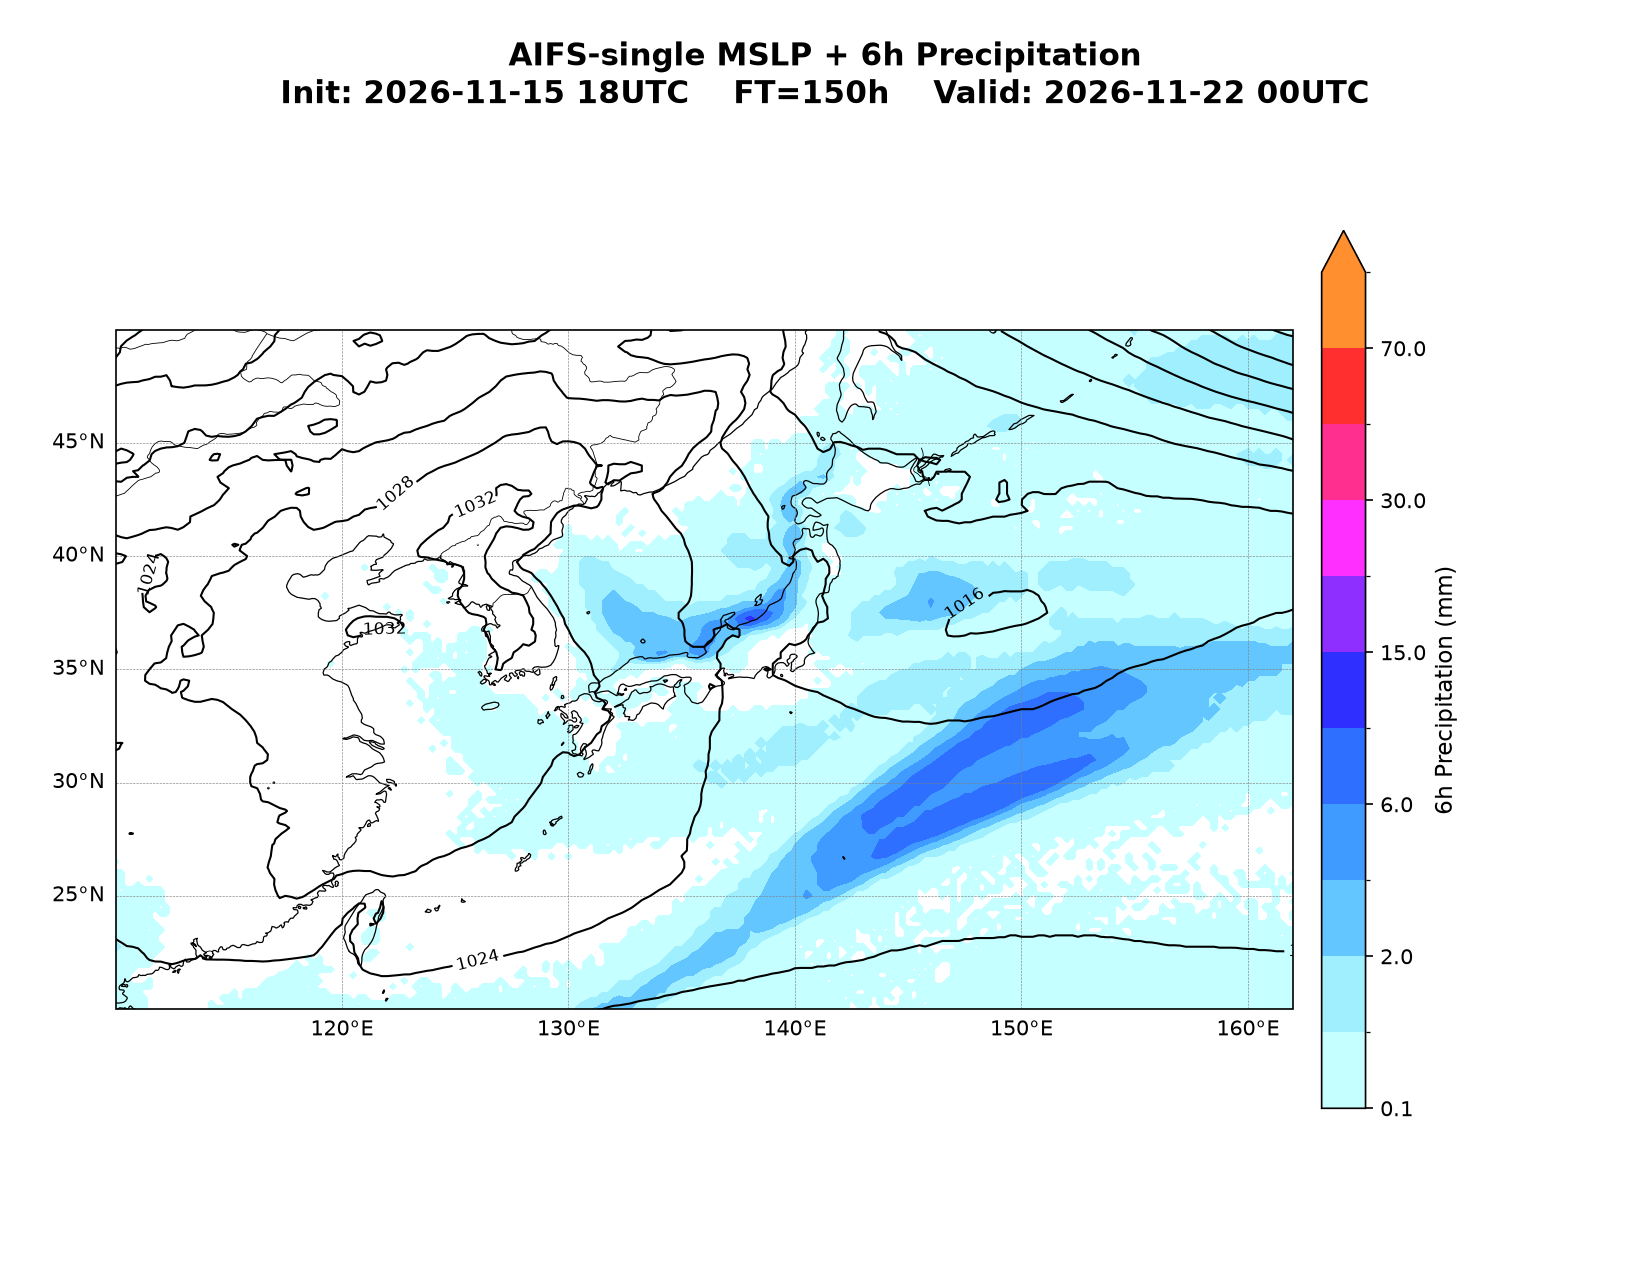 AIFS-single MSLP + 6h Precipitation
Init: 2026-11-15 18UTC    FT=150h    Valid: 2026-11-22 00UTC
45°N
40°N
35°N
30°N
25°N
120°E
130°E
140°E
150°E
160°E
1028
1032
1024
1032
1016
1024
70.0
30.0
15.0
6.0
2.0
0.1
6h Precipitation (mm)